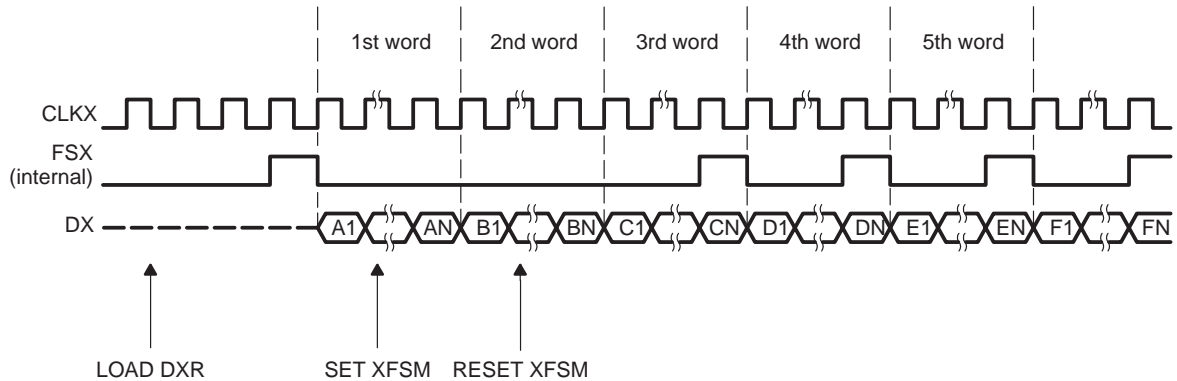 1st word 2nd word 3rd word 4th word 5th word
CLKX
FSX
(internal)
DX A1 AN B1 BN C1 CN D1 DN E1 EN F1 FN
LOAD DXR SET XFSM RESET XFSM